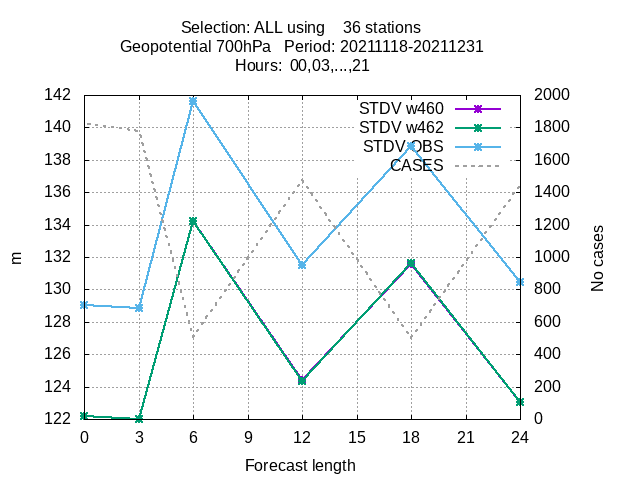 Selection: ALL using    36 stations
Geopotential 700hPa   Period: 20211118-20211231
Hours:  00,03,...,21
STDV w460
STDV w462
STDV OBS
CASES
142
140
138
136
134
132
130
128
126
124
122
m
2000
1800
1600
1400
1200
1000
800
600
400
200
0
No cases
0 3 6 9 12 15 18 21 24
Forecast length